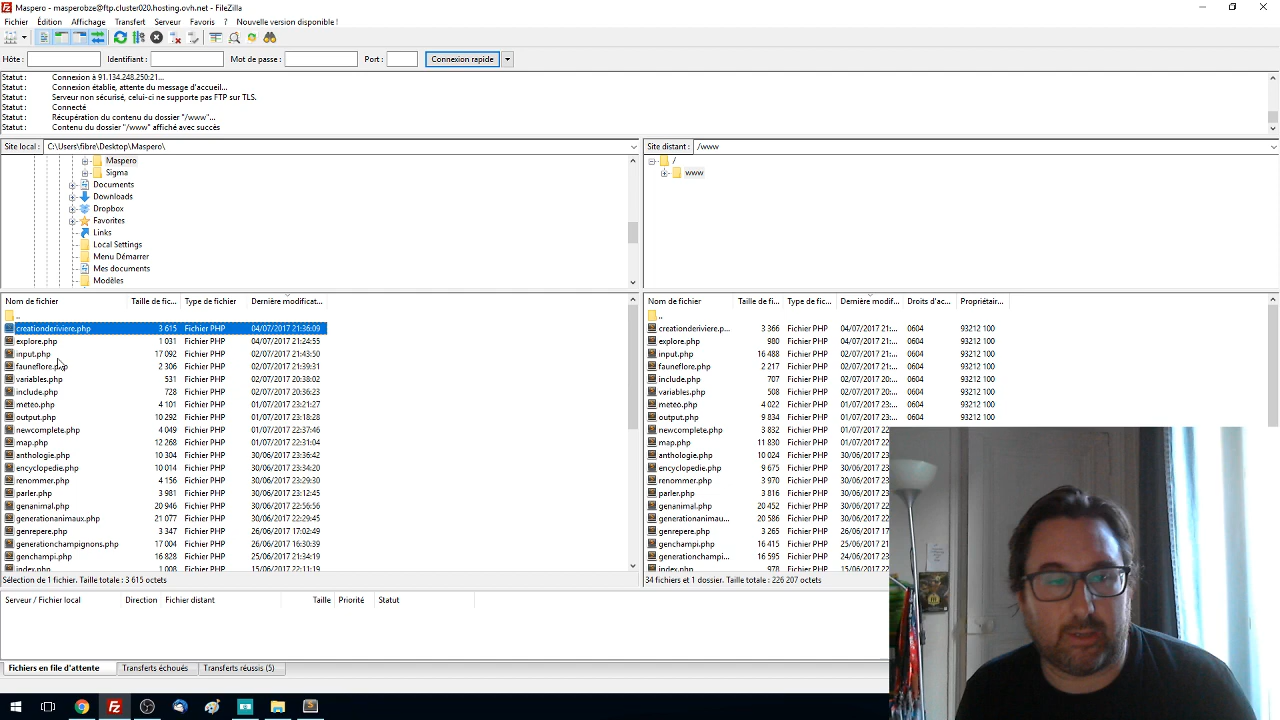 Maspero - masperobze@ftp.cluster020.hosting.ovh.net - FileZilla
Fichier Édition Affichage Transfert Serveur Favoris ? Nouvelle version disponible !
Hôte : Identifiant : Mot de passe : Port : Connexion rapide
Statut : Connexion à 91.134.248.250:21...
Statut : Connexion établie, attente du message d'accueil...
Statut : Serveur non sécurisé, celui-ci ne supporte pas FTP sur TLS.
Statut : Connecté
Statut : Récupération du contenu du dossier "/www"...
Statut : Contenu du dossier "/www" affiché avec succès
Site local : C:\Users\fibre\Desktop\Maspero\
Maspero
Sigma
Documents
Downloads
Dropbox
Favorites
Links
Local Settings
Menu Démarrer
Mes documents
Modèles
Site distant : /www
/
www
Nom de fichier Taille de fic... Type de fichier Dernière modificat...
..
creationderiviere.php 3 615 Fichier PHP 04/07/2017 21:36:09
explore.php 1 031 Fichier PHP 04/07/2017 21:24:55
input.php 17 092 Fichier PHP 02/07/2017 21:43:50
fauneflore.php 2 306 Fichier PHP 02/07/2017 21:39:31
variables.php 531 Fichier PHP 02/07/2017 20:38:02
include.php 728 Fichier PHP 02/07/2017 20:36:23
meteo.php 4 101 Fichier PHP 01/07/2017 23:21:27
output.php 10 292 Fichier PHP 01/07/2017 23:18:28
newcomplete.php 4 049 Fichier PHP 01/07/2017 22:37:46
map.php 12 268 Fichier PHP 01/07/2017 22:31:04
anthologie.php 10 304 Fichier PHP 30/06/2017 23:36:42
encyclopedie.php 10 014 Fichier PHP 30/06/2017 23:34:20
renommer.php 4 156 Fichier PHP 30/06/2017 23:29:30
parler.php 3 981 Fichier PHP 30/06/2017 23:12:45
genanimal.php 20 946 Fichier PHP 30/06/2017 22:56:56
generationanimaux.php 21 077 Fichier PHP 30/06/2017 22:29:45
genrepere.php 3 347 Fichier PHP 26/06/2017 17:02:49
generationchampignons.php 17 004 Fichier PHP 26/06/2017 16:30:39
genchampi.php 16 828 Fichier PHP 25/06/2017 21:34:19
index.php 1 008 Fichier PHP 15/06/2017 22:11:19
Sélection de 1 fichier. Taille totale : 3 615 octets
Nom de fichier Taille de fi... Type de fic... Dernière modif... Droits d'ac... Propriétair...
..
creationderiviere.p... 3 366 Fichier PHP 04/07/2017 21:... 0604 93212 100
explore.php 980 Fichier PHP 04/07/2017 21:... 0604 93212 100
input.php 16 488 Fichier PHP 02/07/2017 21:... 0604 93212 100
fauneflore.php 2 217 Fichier PHP 02/07/2017 21:... 0604 93212 100
include.php 707 Fichier PHP 02/07/2017 20:... 0604 93212 100
variables.php 508 Fichier PHP 02/07/2017 20:... 0604 93212 100
meteo.php 4 022 Fichier PHP 01/07/2017 23:... 0604 93212 100
output.php 9 834 Fichier PHP 01/07/2017 23:... 0604 93212 100
newcomplete.php 3 832 Fichier PHP 01/07/2017 22
map.php 11 830 Fichier PHP 01/07/2017 22
anthologie.php 10 024 Fichier PHP 30/06/2017 23
encyclopedie.php 9 675 Fichier PHP 30/06/2017 23
renommer.php 3 970 Fichier PHP 30/06/2017 23
parler.php 3 816 Fichier PHP 30/06/2017 23
genanimal.php 20 452 Fichier PHP 30/06/2017 22
generationanimau... 20 586 Fichier PHP 30/06/2017 22
genrepere.php 3 265 Fichier PHP 26/06/2017 17
genchampi.php 16 415 Fichier PHP 25/06/2017 21
generationchampi... 16 595 Fichier PHP 24/06/2017 23
index.php 978 Fichier PHP 15/06/2017 22
34 fichiers et 1 dossier. Taille totale : 226 207 octets
Serveur / Fichier local Direction Fichier distant Taille Priorité Statut
Fichiers en file d'attente Transferts échoués Transferts réussis (5)